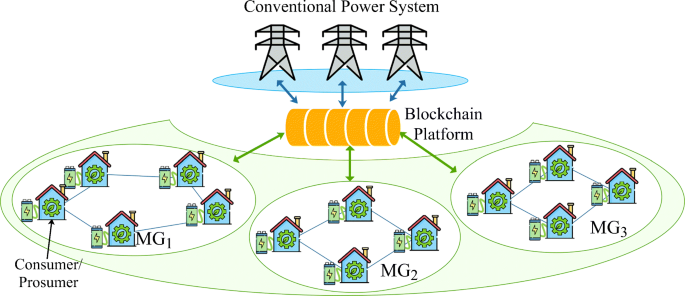 Conventional Power System
Blockchain
Platform
MG₁
MG₂
MG₃
Consumer/
Prosumer